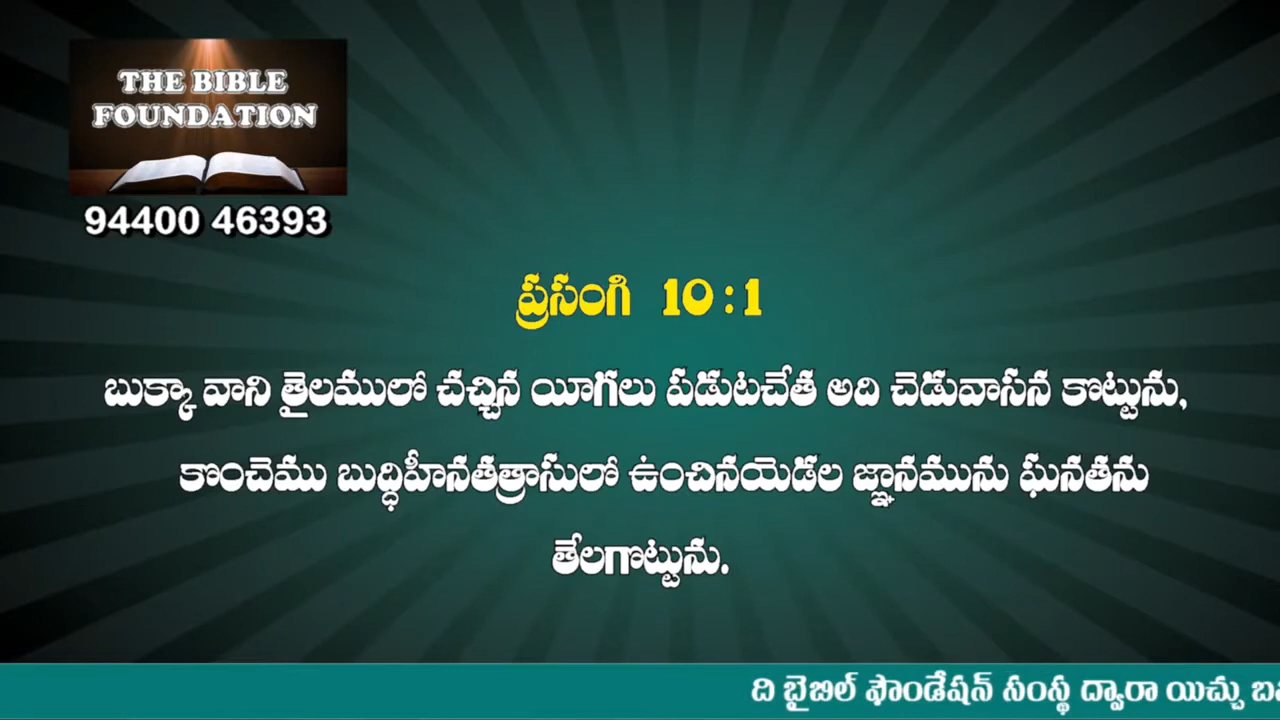 THE BIBLE
FOUNDATION
94400 46393
ప్రసంగి 10:1
బుక్కా వాని తైలములో చచ్చిన యీగలు పడుటచేత అది చెడువాసన కొట్టును,
కొంచెము బుద్ధిహీనతత్రాసులో ఉంచినయెడల జ్ఞానమును ఘనతను
తేలగొట్టును.
ది బైబిల్ ఫౌండేషన్ సంస్థ ద్వారా యిచ్చు